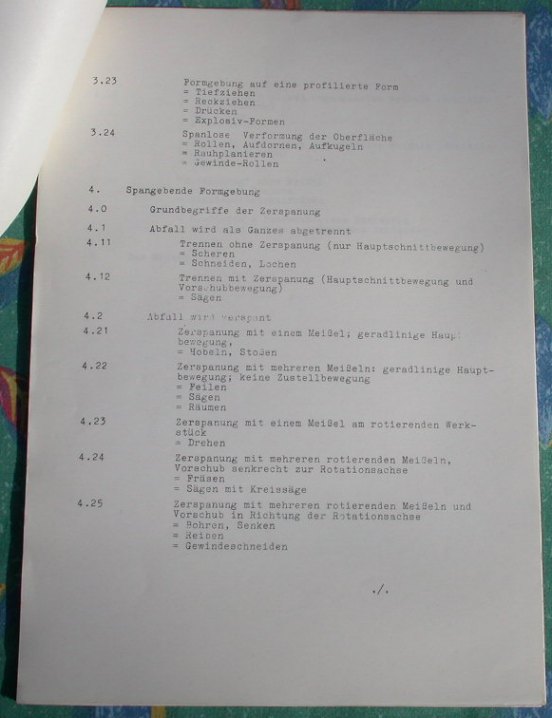 3.23 Formgebung auf eine profilierte Form
= Tiefziehen
= Reckziehen
= Drücken
= Explosiv-Formen
3.24 Spanlose Verformung der Oberfläche
= Rollen, Aufdornen, Aufkugeln
= Rauhplanieren
= Gewinde-Rollen
4. Spangebende Formgebung
4.0 Grundbegriffe der Zerspanung
4.1 Abfall wird als Ganzes abgetrennt
4.11 Trennen ohne Zerspanung (nur Hauptschnittbewegung)
= Scheren
= Schneiden, Lochen
4.12 Trennen mit Zerspanung (Hauptschnittbewegung und
Vorschubbewegung)
= Sägen
4.2 Abfall wird zerspant
4.21 Zerspanung mit einem Meißel; geradlinige Haupt
bewegung,
= Hobeln, Stoßen
4.22 Zerspanung mit mehreren Meißeln: geradlinige Haupt-
bewegung; keine Zustellbewegung
= Feilen
= Sägen
= Räumen
4.23 Zerspanung mit einem Meißel am rotierenden Werk-
stück
= Drehen
4.24 Zerspanung mit mehreren rotierenden Meißeln,
Vorschub senkrecht zur Rotationsachse
= Fräsen
= Sägen mit Kreissäge
4.25 Zerspanung mit mehreren rotierenden Meißeln und
Vorschub in Richtung der Rotationsachse
= Bohren, Senken
= Reiben
= Gewindeschneiden
./.